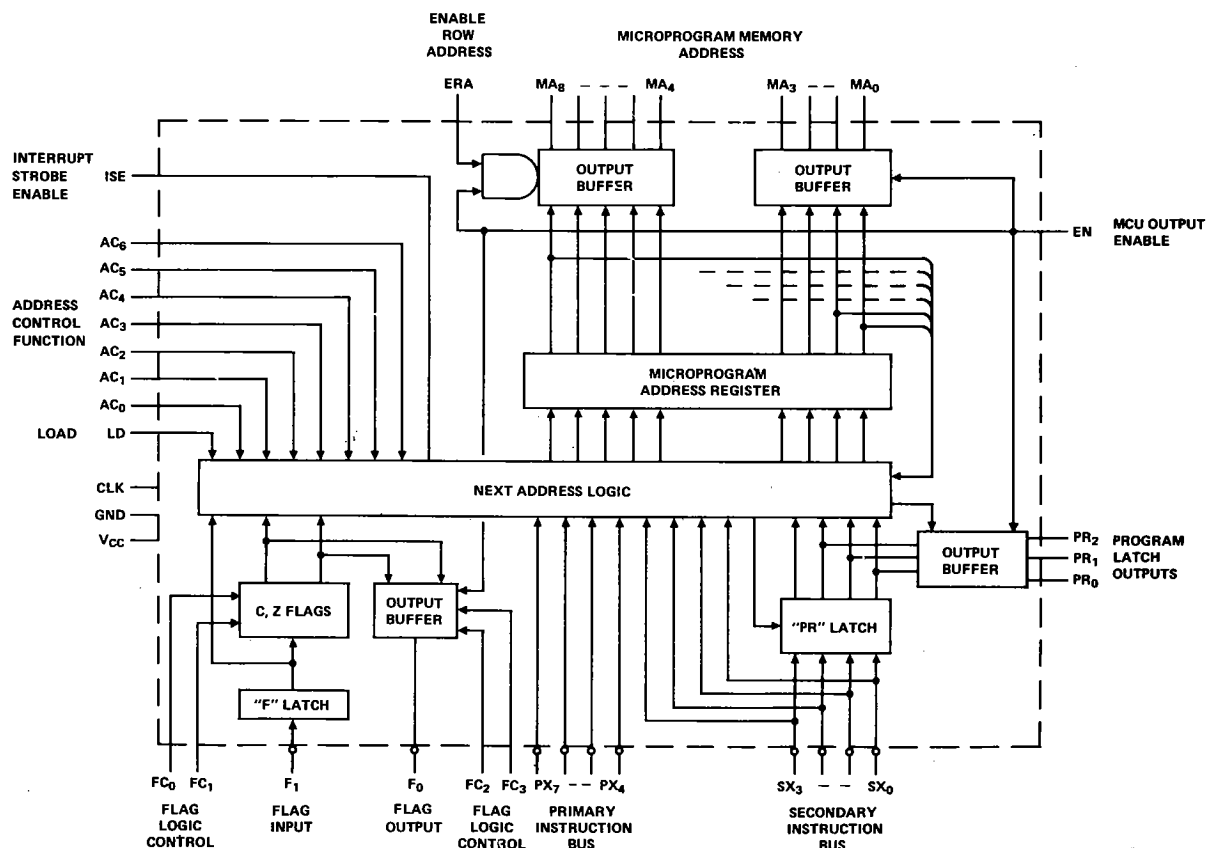 ENABLE
ROW
ADDRESS
MICROPROGRAM MEMORY
ADDRESS
ERA
MA8 - - - MA4
MA3 - - MA0
INTERRUPT
STROBE
ENABLE
ISE
OUTPUT
BUFFER
OUTPUT
BUFFER
EN
MCU OUTPUT
ENABLE
ADDRESS
CONTROL
FUNCTION
AC6
AC5
AC4
AC3
AC2
AC1
AC0
LOAD LD
MICROPROGRAM
ADDRESS REGISTER
CLK
GND
VCC
NEXT ADDRESS LOGIC
C, Z FLAGS
OUTPUT
BUFFER
"F" LATCH
"PR" LATCH
OUTPUT
BUFFER
PR2
PR1
PR0
PROGRAM
LATCH
OUTPUTS
FC0 FC1
FLAG
LOGIC
CONTROL
F1
FLAG
INPUT
F0
FLAG
OUTPUT
FC2 FC3
FLAG
LOGIC
CONTROL
PX7 - - PX4
PRIMARY
INSTRUCTION
BUS
SX3 - - SX0
SECONDARY
INSTRUCTION
BUS